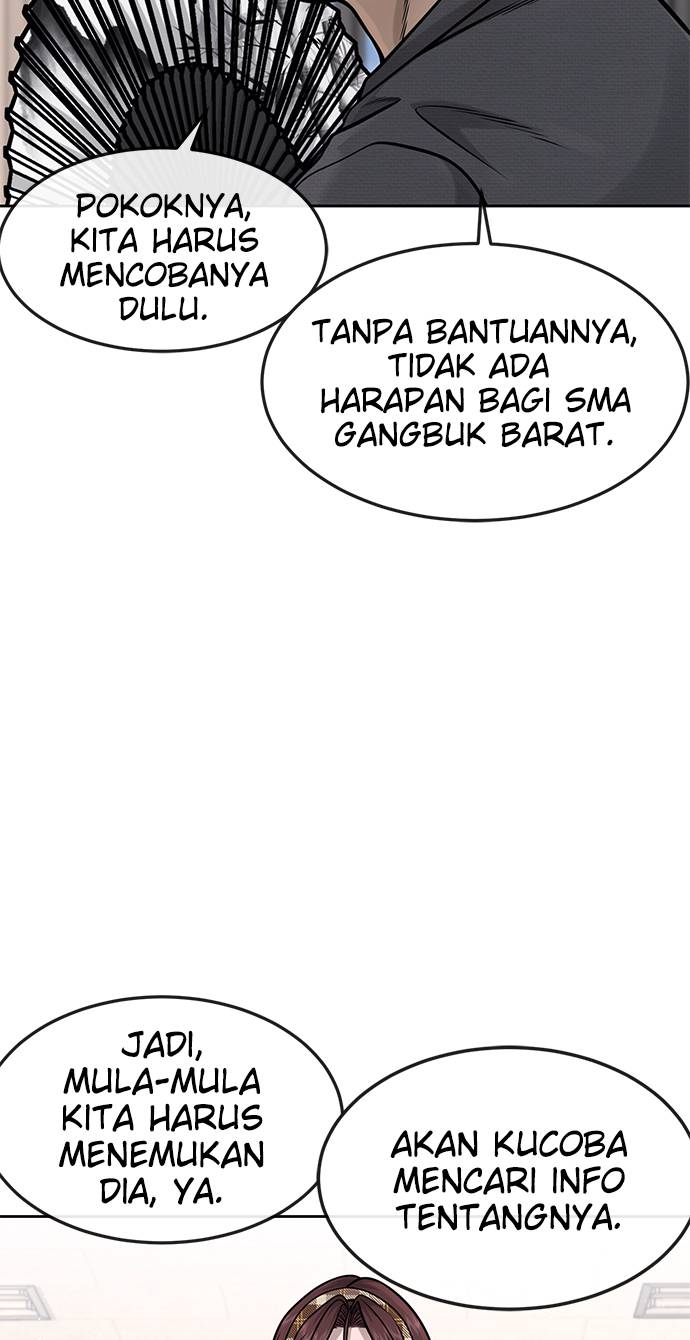 POKOKNYA,
KITA HARUS
MENCOBANYA
DULU.
TANPA BANTUANNYA,
TIDAK ADA
HARAPAN BAGI SMA
GANGBUK BARAT.
JADI,
MULA-MULA
KITA HARUS
MENEMUKAN
DIA, YA.
AKAN KUCOBA
MENCARI INFO
TENTANGNYA.